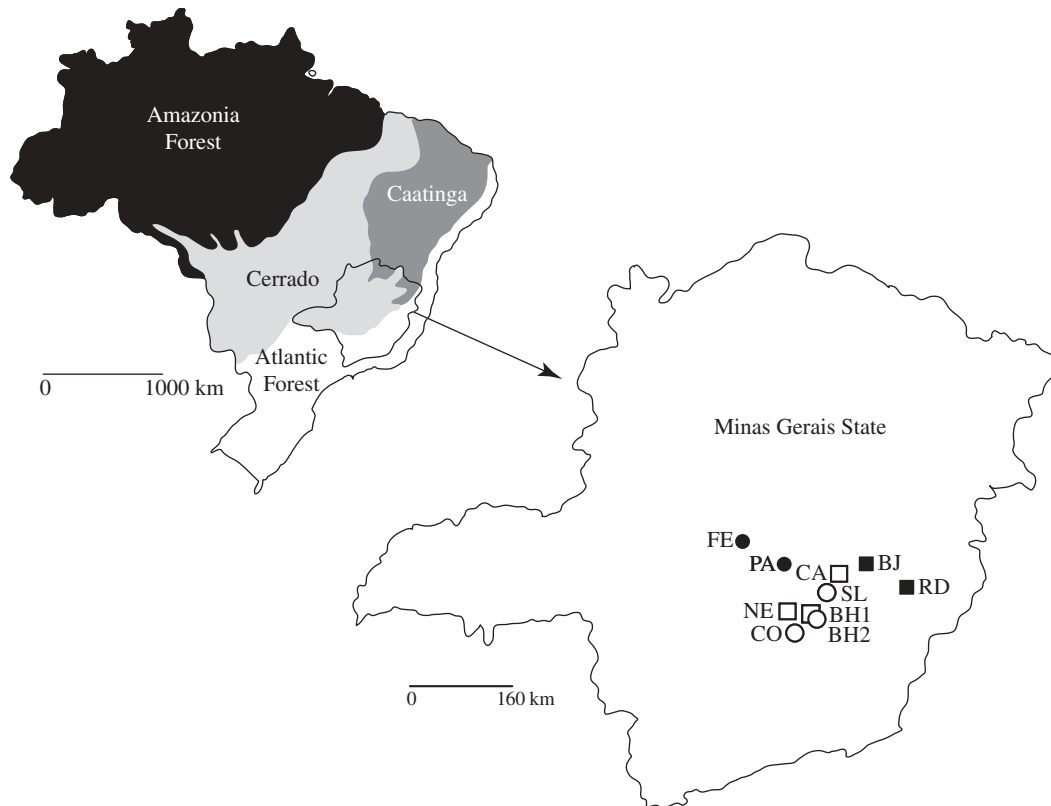 Amazonia
Forest
Caatinga
Cerrado
Atlantic
Forest
0 1000 km
Minas Gerais State
FE
PA
CA
BJ
SL
RD
NE
BH1
CO
BH2
0 160 km